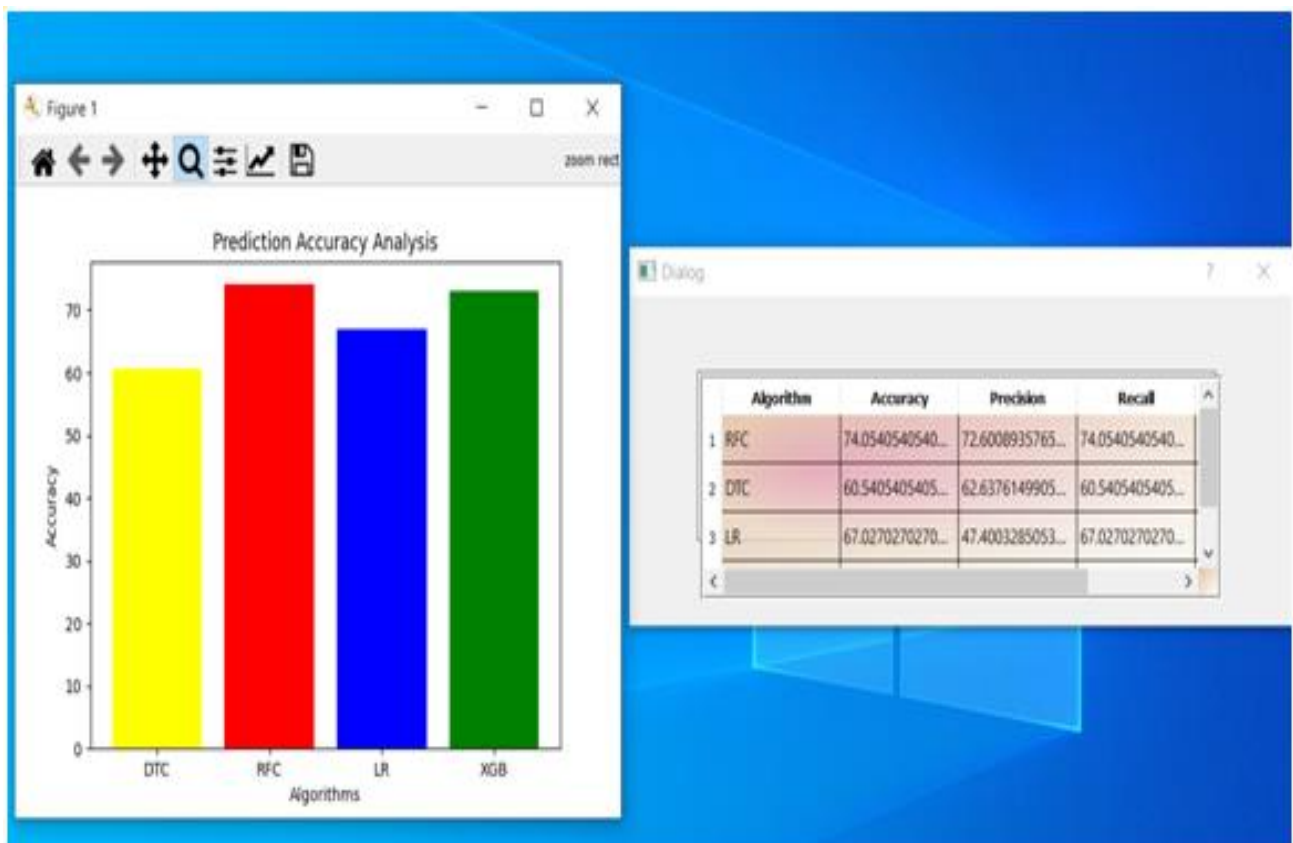 Figure 1
zoom rect
Prediction Accuracy Analysis
70
60
50
40
30
20
10
0
Accuracy
DTC RFC LR XGB
Algorithms
Dialog ?
Algorithm Accuracy Precision Recall
1 RFC 74.0540540540... 72.6008935765... 74.0540540540...
2 DTC 60.5405405405... 62.6376149905... 60.5405405405...
3 LR 67.0270270270... 47.4003285053... 67.0270270270...